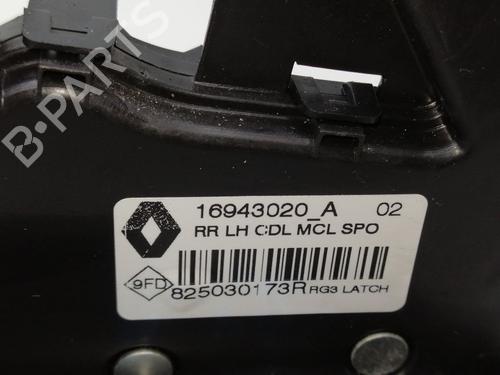 B·PARTS
16943020_A 02
RR LH CDL MCL SPO
9FD
825030173R RG3 LATCH